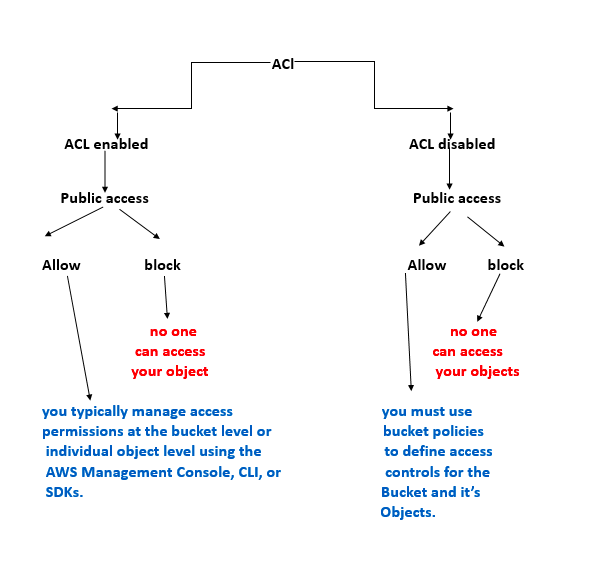 ACl
ACL enabled
ACL disabled
Public access
Public access
Allow
block
Allow
block
no one
can access
your object
no one
can access
your objects
you typically manage access
permissions at the bucket level or
individual object level using the
AWS Management Console, CLI, or
SDKs.
you must use
bucket policies
to define access
controls for the
Bucket and it’s
Objects.